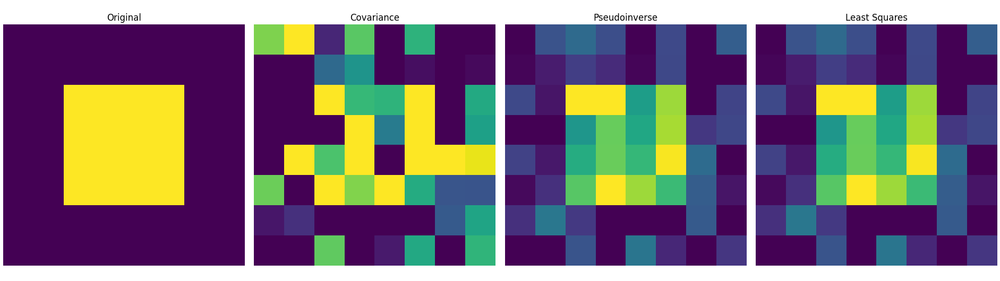 Original
Covariance
Pseudoinverse
Least Squares